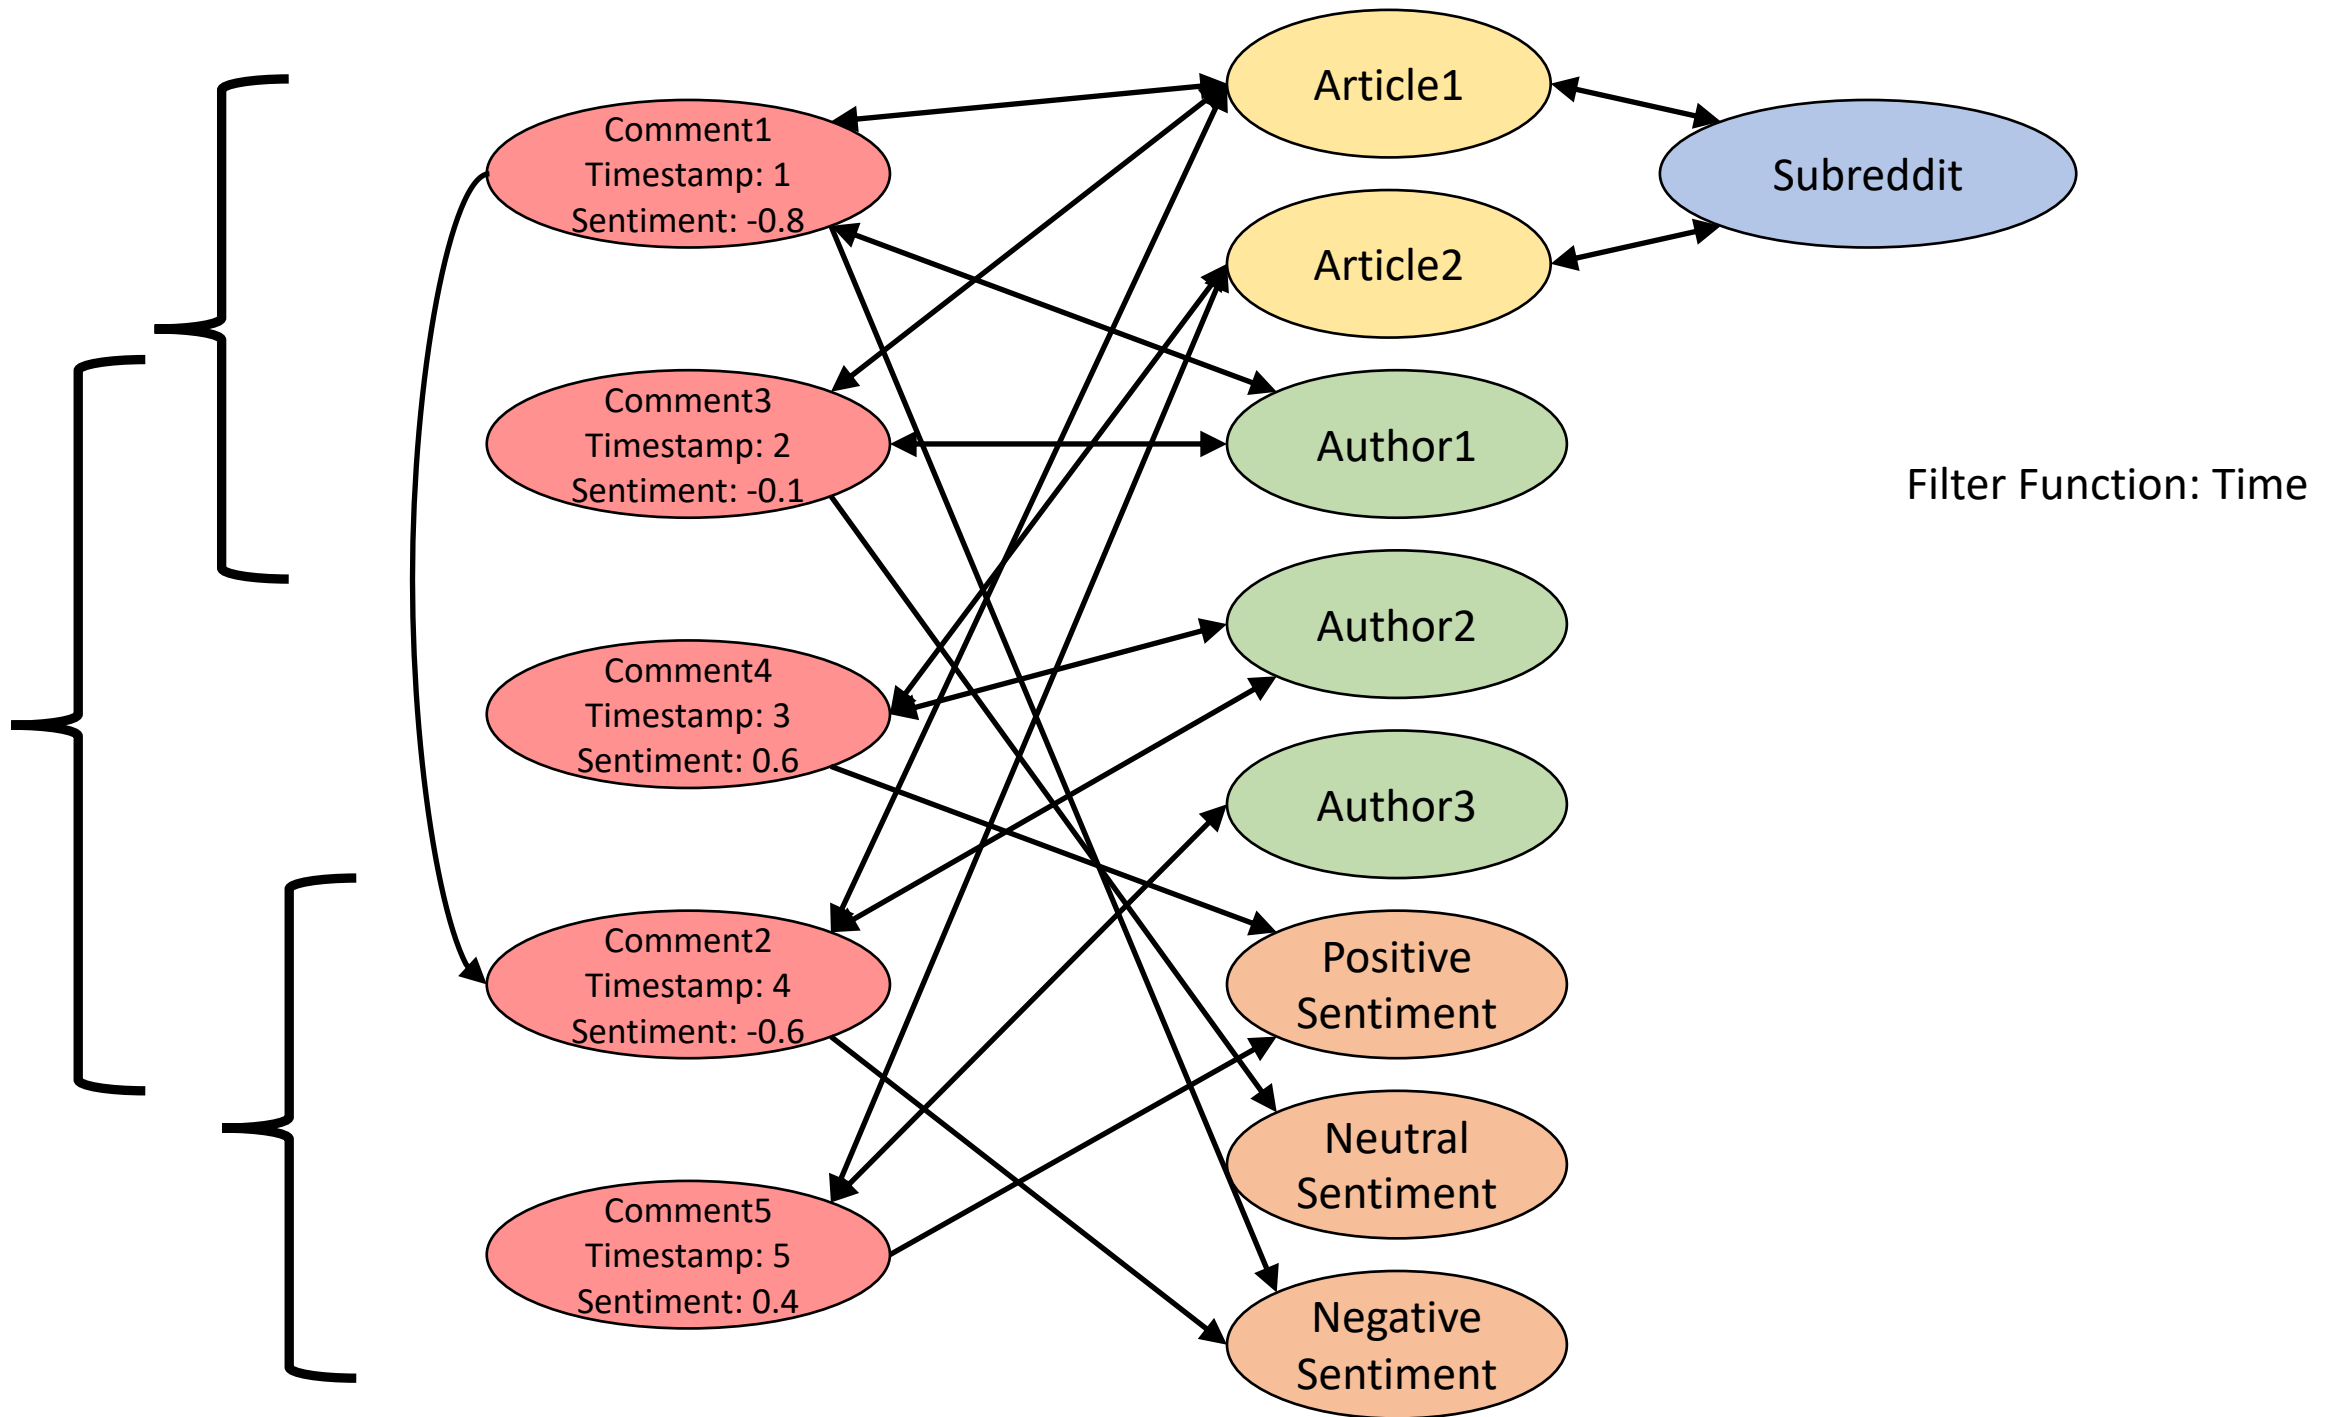 Comment1
Timestamp: 1
Sentiment: -0.8
Comment3
Timestamp: 2
Sentiment: -0.1
Comment4
Timestamp: 3
Sentiment: 0.6
Comment2
Timestamp: 4
Sentiment: -0.6
Comment5
Timestamp: 5
Sentiment: 0.4
Article1
Article2
Author1
Author2
Author3
Positive
Sentiment
Neutral
Sentiment
Negative
Sentiment
Subreddit
Filter Function: Time